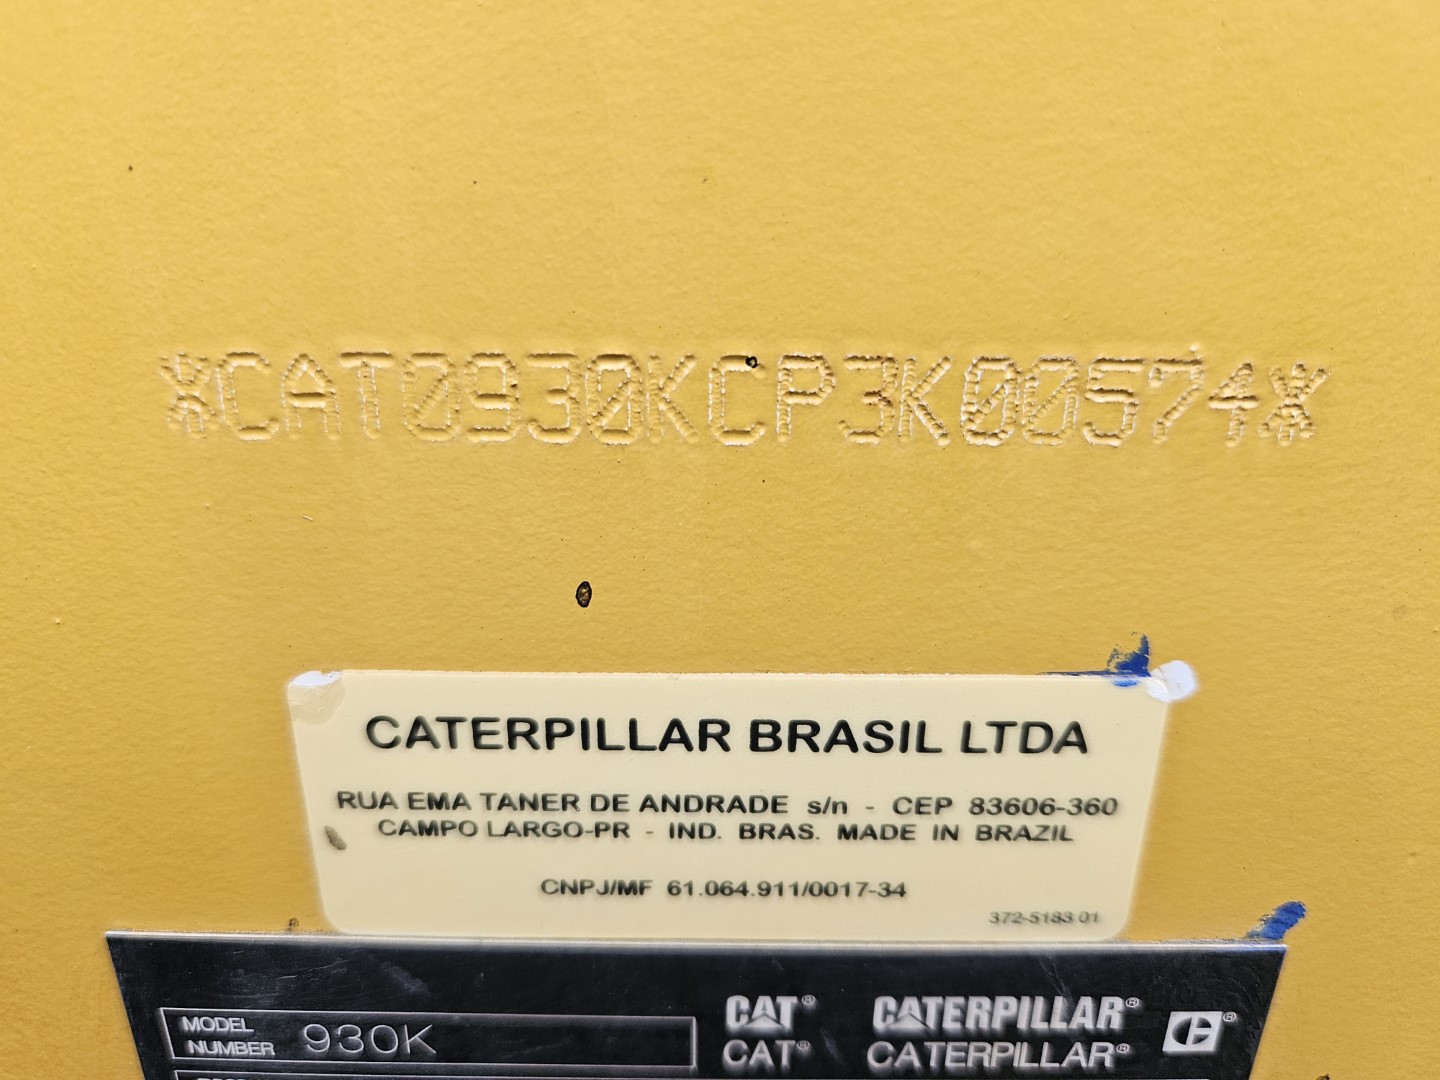 *CAT0930KCP3K00574*
CATERPILLAR BRASIL LTDA
RUA EMA TANER DE ANDRADE s/n - CEP 83606-360
CAMPO LARGO-PR - IND. BRAS. MADE IN BRAZIL
CNPJ/MF 61.064.911/0017-34
372-5183 01
MODEL NUMBER 930K
CAT® CATERPILLAR® ®
CAT® CATERPILLAR®